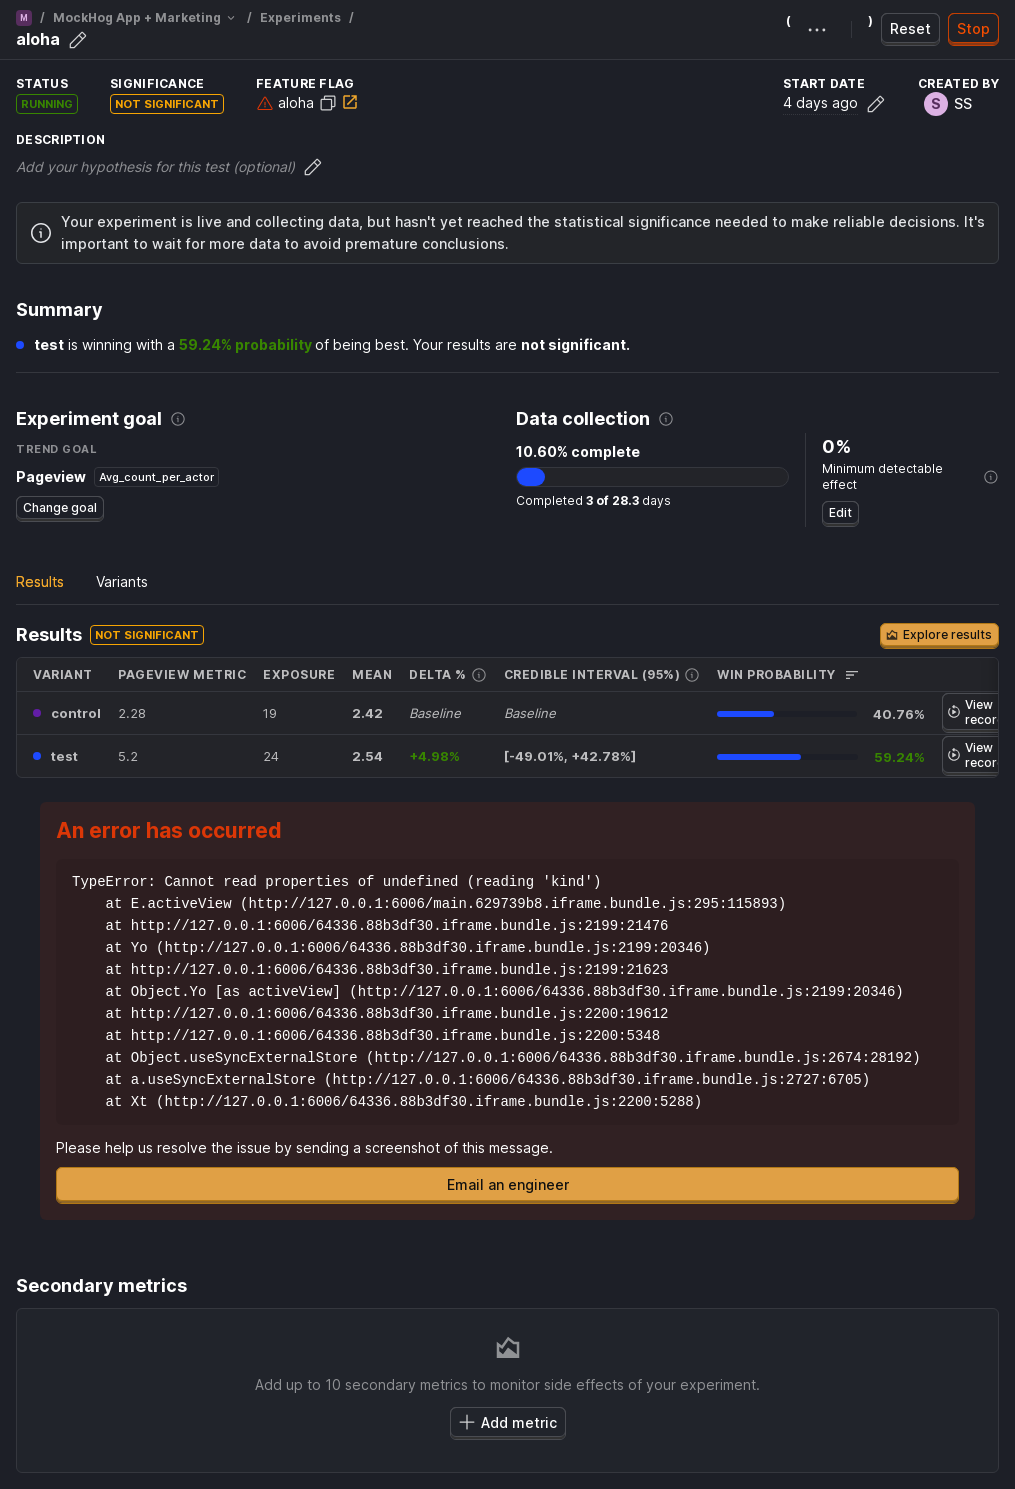 M / MockHog App + Marketing / Experiments /
aloha
( ··· ) Reset Stop
STATUS SIGNIFICANCE FEATURE FLAG START DATE CREATED BY
RUNNING NOT SIGNIFICANT aloha 4 days ago S SS
DESCRIPTION
Add your hypothesis for this test (optional)
Your experiment is live and collecting data, but hasn't yet reached the statistical significance needed to make reliable decisions. It's
important to wait for more data to avoid premature conclusions.
Summary
test is winning with a 59.24% probability of being best. Your results are not significant.
Experiment goal
TREND GOAL
Pageview Avg_count_per_actor
Change goal
Data collection
10.60% complete
Completed 3 of 28.3 days
0%
Minimum detectable
effect
Edit
Results Variants
Results NOT SIGNIFICANT Explore results
VARIANT PAGEVIEW METRIC EXPOSURE MEAN DELTA % CREDIBLE INTERVAL (95%) WIN PROBABILITY
control 2.28 19 2.42 Baseline Baseline 40.76% View
recor
test 5.2 24 2.54 +4.98% [-49.01%, +42.78%] 59.24% View
recor
An error has occurred
TypeError: Cannot read properties of undefined (reading 'kind')
at E.activeView (http://127.0.0.1:6006/main.629739b8.iframe.bundle.js:295:115893)
at http://127.0.0.1:6006/64336.88b3df30.iframe.bundle.js:2199:21476
at Yo (http://127.0.0.1:6006/64336.88b3df30.iframe.bundle.js:2199:20346)
at http://127.0.0.1:6006/64336.88b3df30.iframe.bundle.js:2199:21623
at Object.Yo [as activeView] (http://127.0.0.1:6006/64336.88b3df30.iframe.bundle.js:2199:20346)
at http://127.0.0.1:6006/64336.88b3df30.iframe.bundle.js:2200:19612
at http://127.0.0.1:6006/64336.88b3df30.iframe.bundle.js:2200:5348
at Object.useSyncExternalStore (http://127.0.0.1:6006/64336.88b3df30.iframe.bundle.js:2674:28192)
at a.useSyncExternalStore (http://127.0.0.1:6006/64336.88b3df30.iframe.bundle.js:2727:6705)
at Xt (http://127.0.0.1:6006/64336.88b3df30.iframe.bundle.js:2200:5288)
Please help us resolve the issue by sending a screenshot of this message.
Email an engineer
Secondary metrics
Add up to 10 secondary metrics to monitor side effects of your experiment.
Add metric